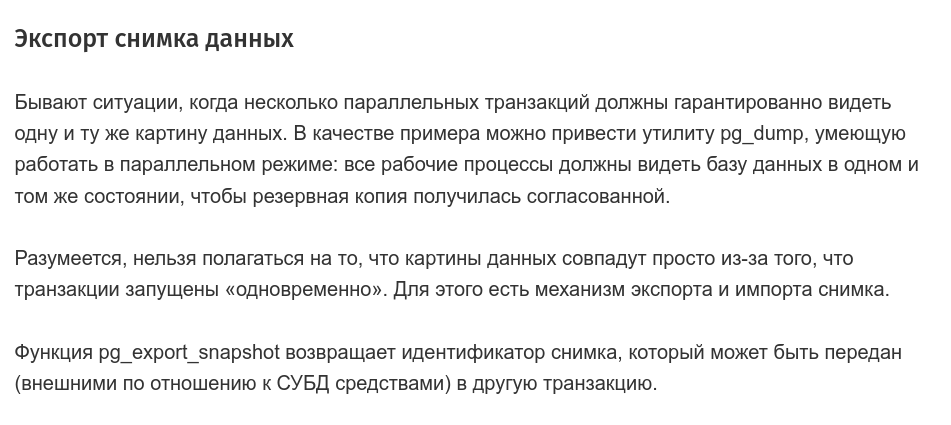 Экспорт снимка данных
Бывают ситуации, когда несколько параллельных транзакций должны гарантированно видеть
одну и ту же картину данных. В качестве примера можно привести утилиту pg_dump, умеющую
работать в параллельном режиме: все рабочие процессы должны видеть базу данных в одном и
том же состоянии, чтобы резервная копия получилась согласованной.
Разумеется, нельзя полагаться на то, что картины данных совпадут просто из-за того, что
транзакции запущены «одновременно». Для этого есть механизм экспорта и импорта снимка.
Функция pg_export_snapshot возвращает идентификатор снимка, который может быть передан
(внешними по отношению к СУБД средствами) в другую транзакцию.